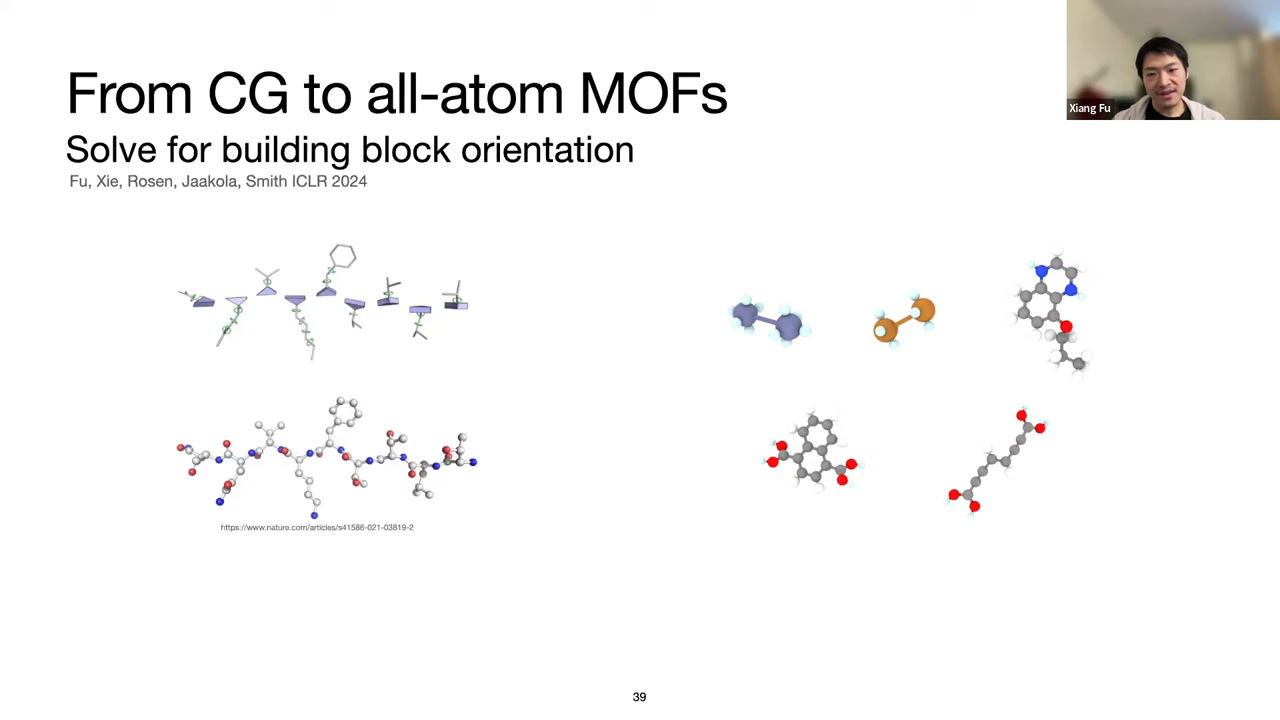 From CG to all-atom MOFs
Solve for building block orientation
Fu, Xie, Rosen, Jaakola, Smith ICLR 2024
Xiang Fu
https://www.nature.com/articles/s41586-021-03819-2
39